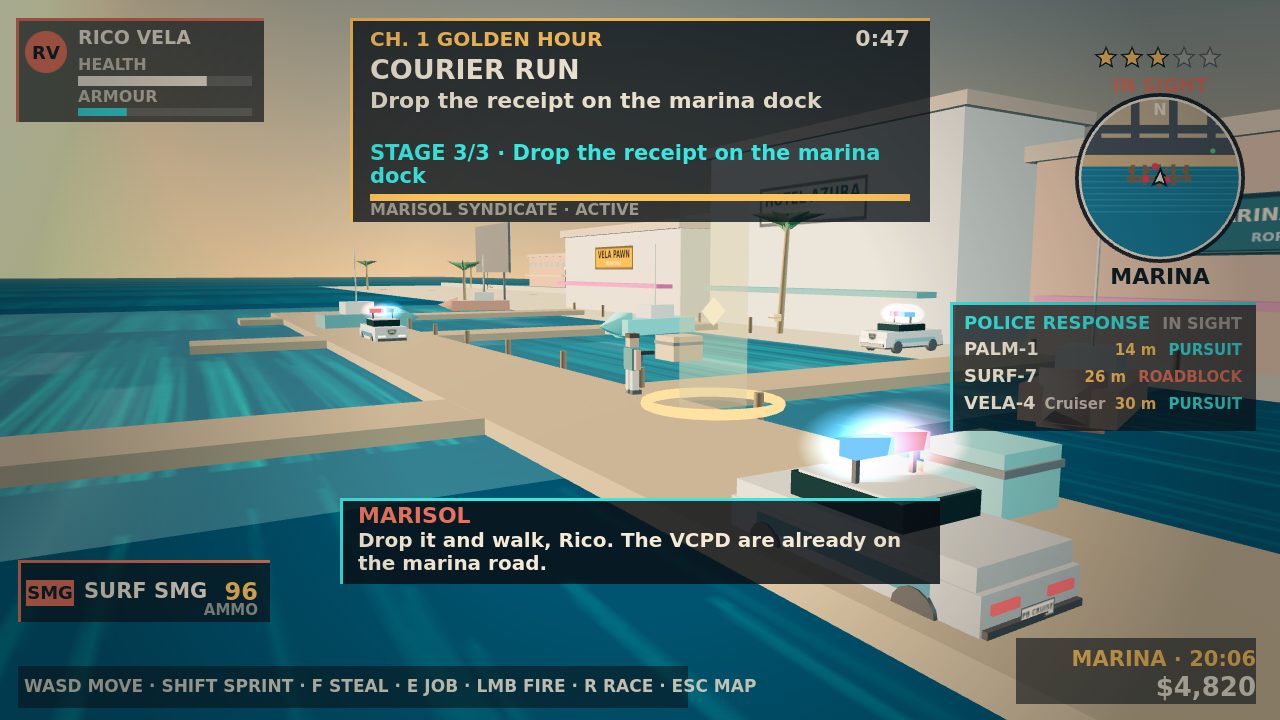 RV
RICO VELA
HEALTH
ARMOUR
CH. 1 GOLDEN HOUR
0:47
COURIER RUN
Drop the receipt on the marina dock
STAGE 3/3 · Drop the receipt on the marina
dock
MARISOL SYNDICATE · ACTIVE
IN SIGHT
N
MARINA
HOTEL AZURA
VELA PAWN
POLICE RESPONSE IN SIGHT
PALM-1 14 m PURSUIT
SURF-7 26 m ROADBLOCK
VELA-4 Cruiser 30 m PURSUIT
MARISOL
Drop it and walk, Rico. The VCPD are already on
the marina road.
SMG SURF SMG 96
AMMO
WASD MOVE · SHIFT SPRINT · F STEAL · E JOB · LMB FIRE · R RACE · ESC MAP
MARINA · 20:06
$4,820